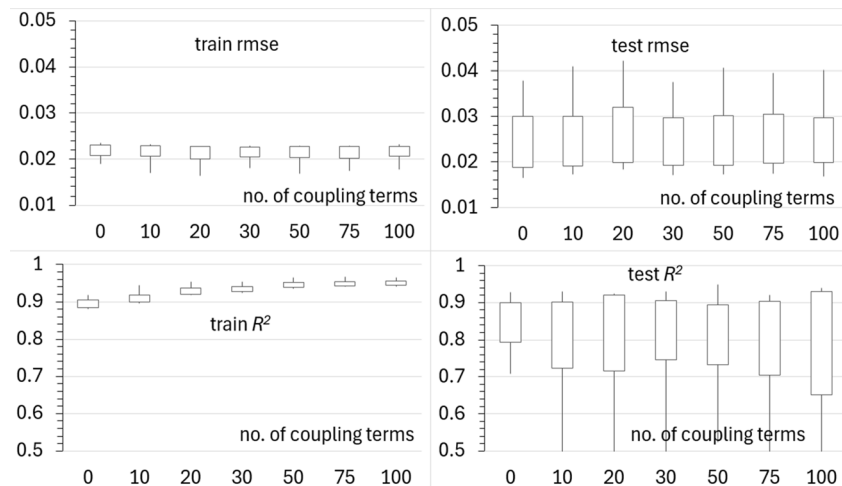 0.05
train rmse
0.04
0.03
0.02
no. of coupling terms
0.01
0 10 20 30 50 75 100
0.05
test rmse
0.04
0.03
0.02
no. of coupling terms
0.01
0 10 20 30 50 75 100
1
0.9
train R²
0.8
0.7
0.6
no. of coupling terms
0.5
0 10 20 30 50 75 100
1
test R²
0.9
0.8
0.7
0.6
no. of coupling terms
0.5
0 10 20 30 50 75 100